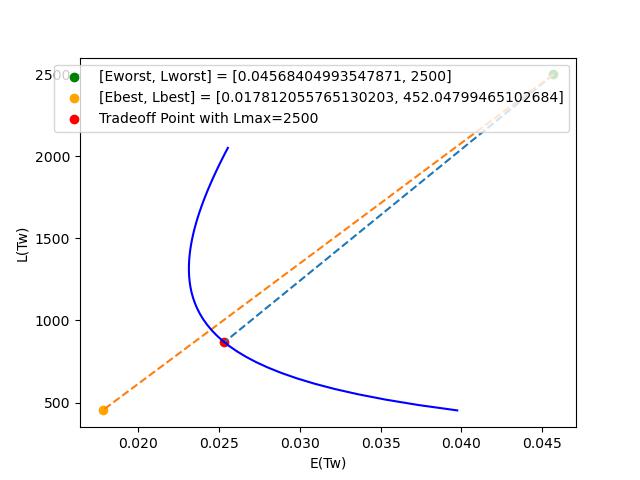 [Eworst, Lworst] = [0.04568404993547871, 2500]
[Ebest, Lbest] = [0.017812055765130203, 452.04799465102684]
Tradeoff Point with Lmax=2500
2500
2000
1500
1000
500
L(Tw)
0.020 0.025 0.030 0.035 0.040 0.045
E(Tw)